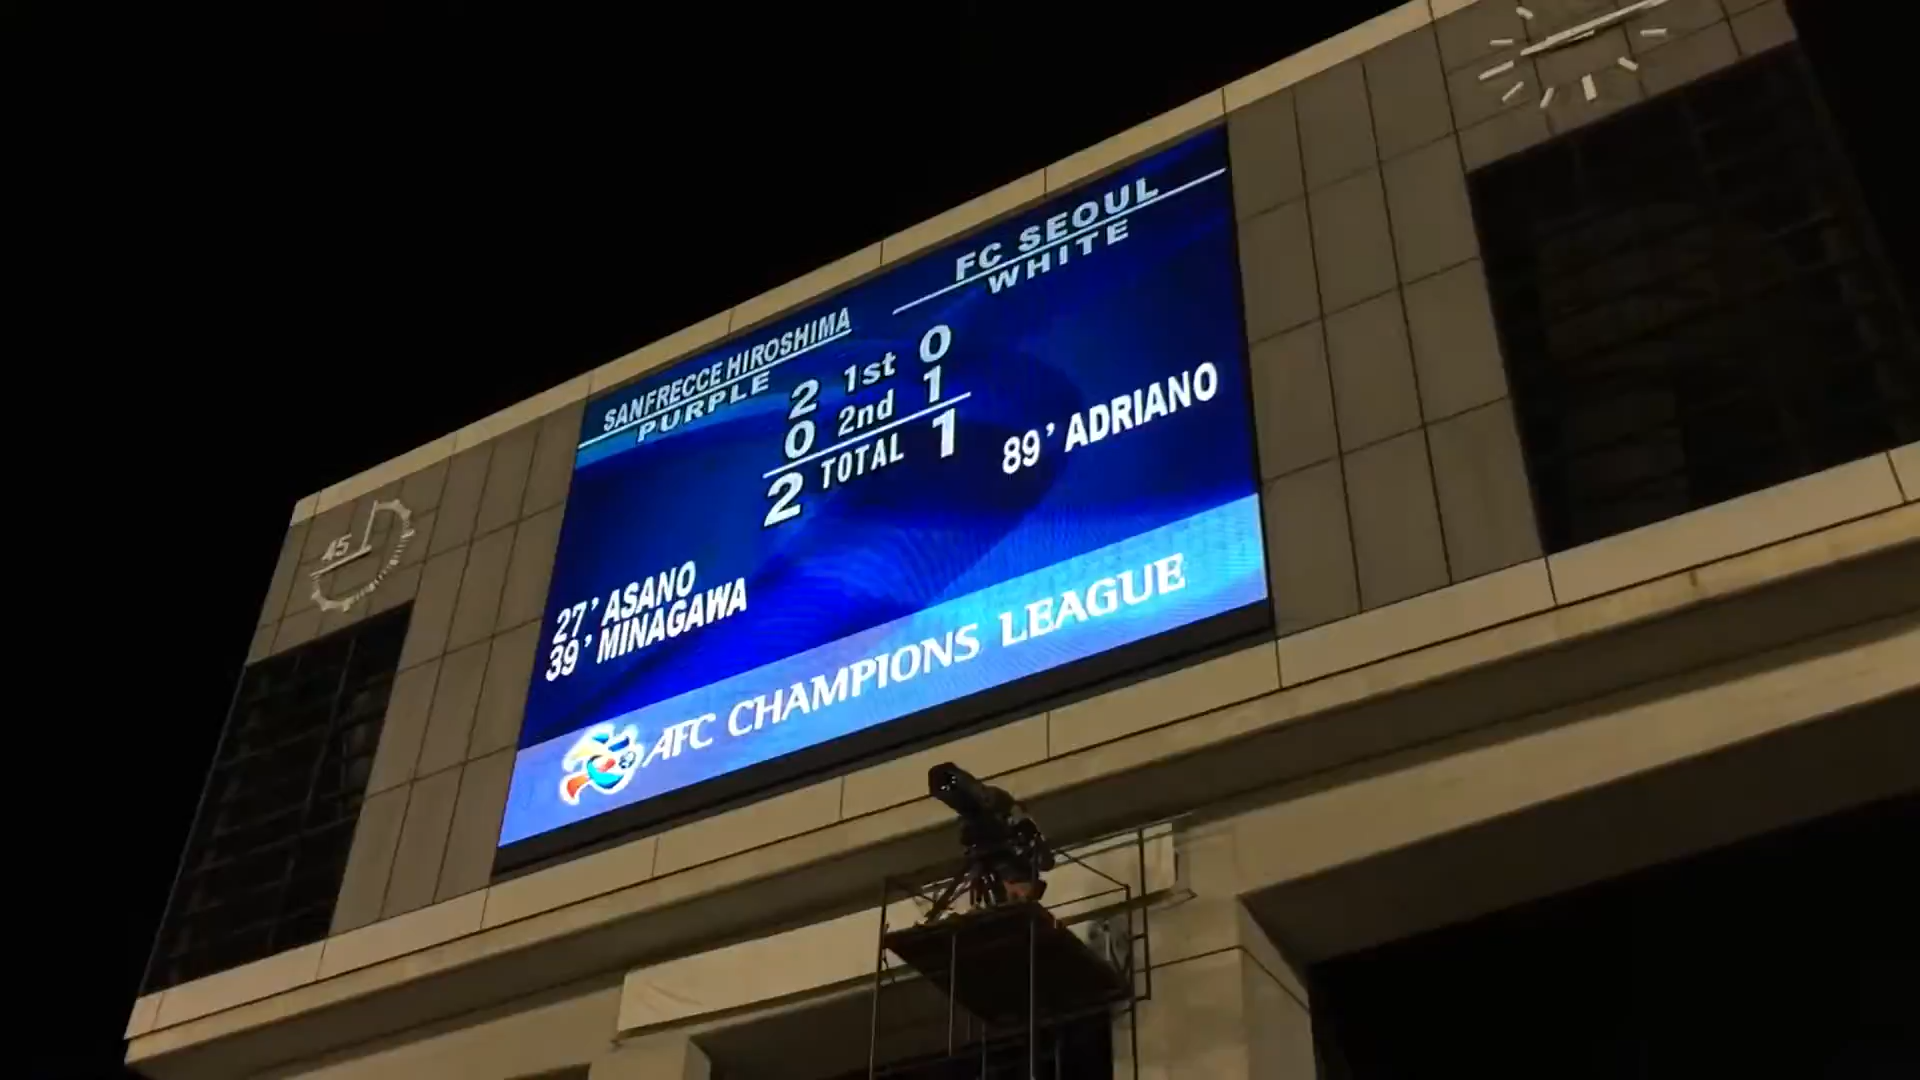 SANFRECCE HIROSHIMA
PURPLE
FC SEOUL
WHITE
2 1st 0
0 2nd 1
2 TOTAL 1
27' ASANO
39' MINAGAWA
89' ADRIANO
AFC CHAMPIONS LEAGUE
45